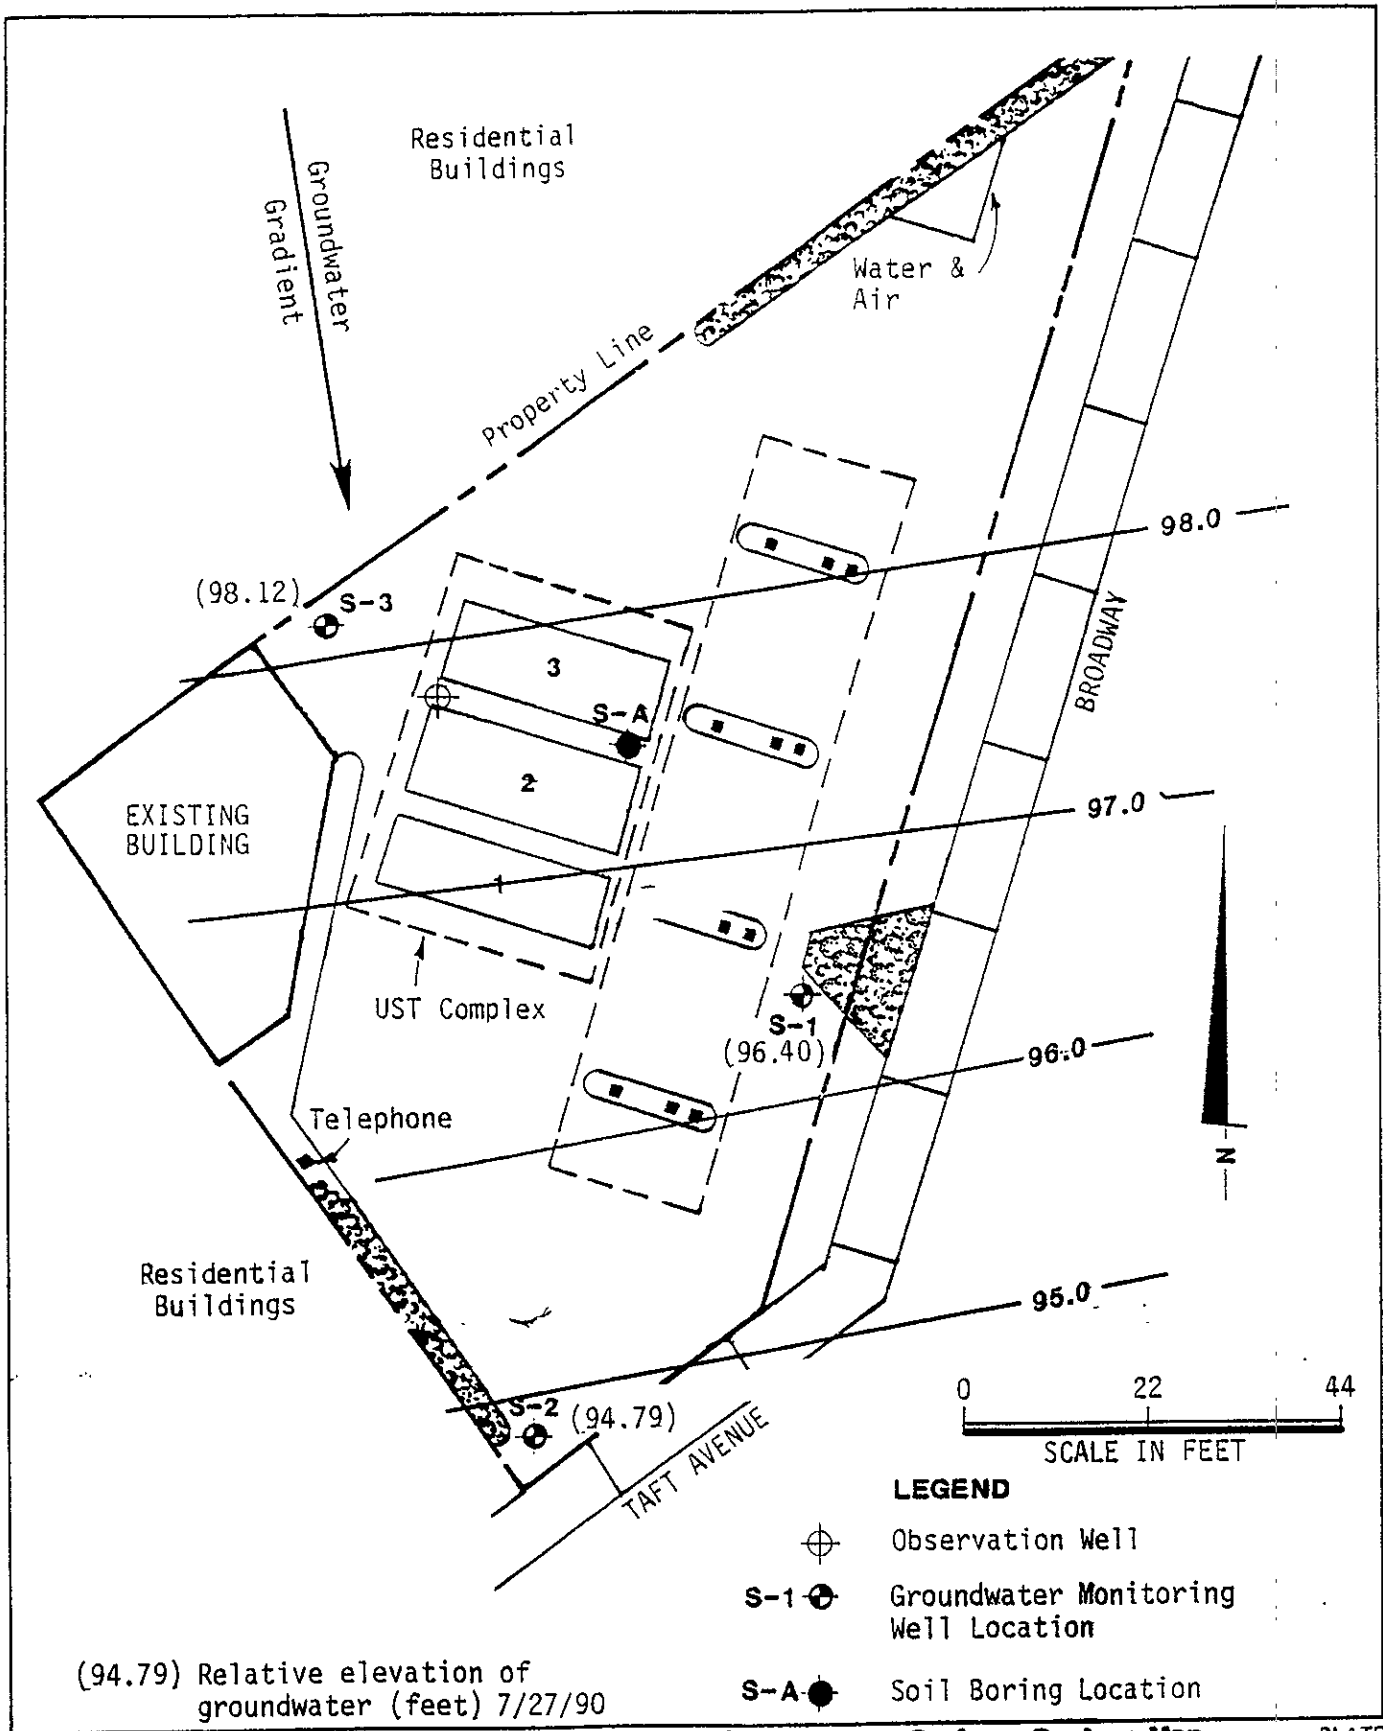 Residential
Buildings
Groundwater
Gradient
Water &
Air
Property Line
98.0
(98.12)
S-3
3
BROADWAY
S-A
2
97.0
EXISTING
BUILDING
1
UST Complex
S-1
(96.40)
96.0
Telephone
N
Residential
Buildings
95.0
S-2 (94.79)
TAFT AVENUE
0 22 44
SCALE IN FEET
LEGEND
Observation Well
S-1 Groundwater Monitoring
Well Location
(94.79) Relative elevation of
groundwater (feet) 7/27/90
S-A Soil Boring Location